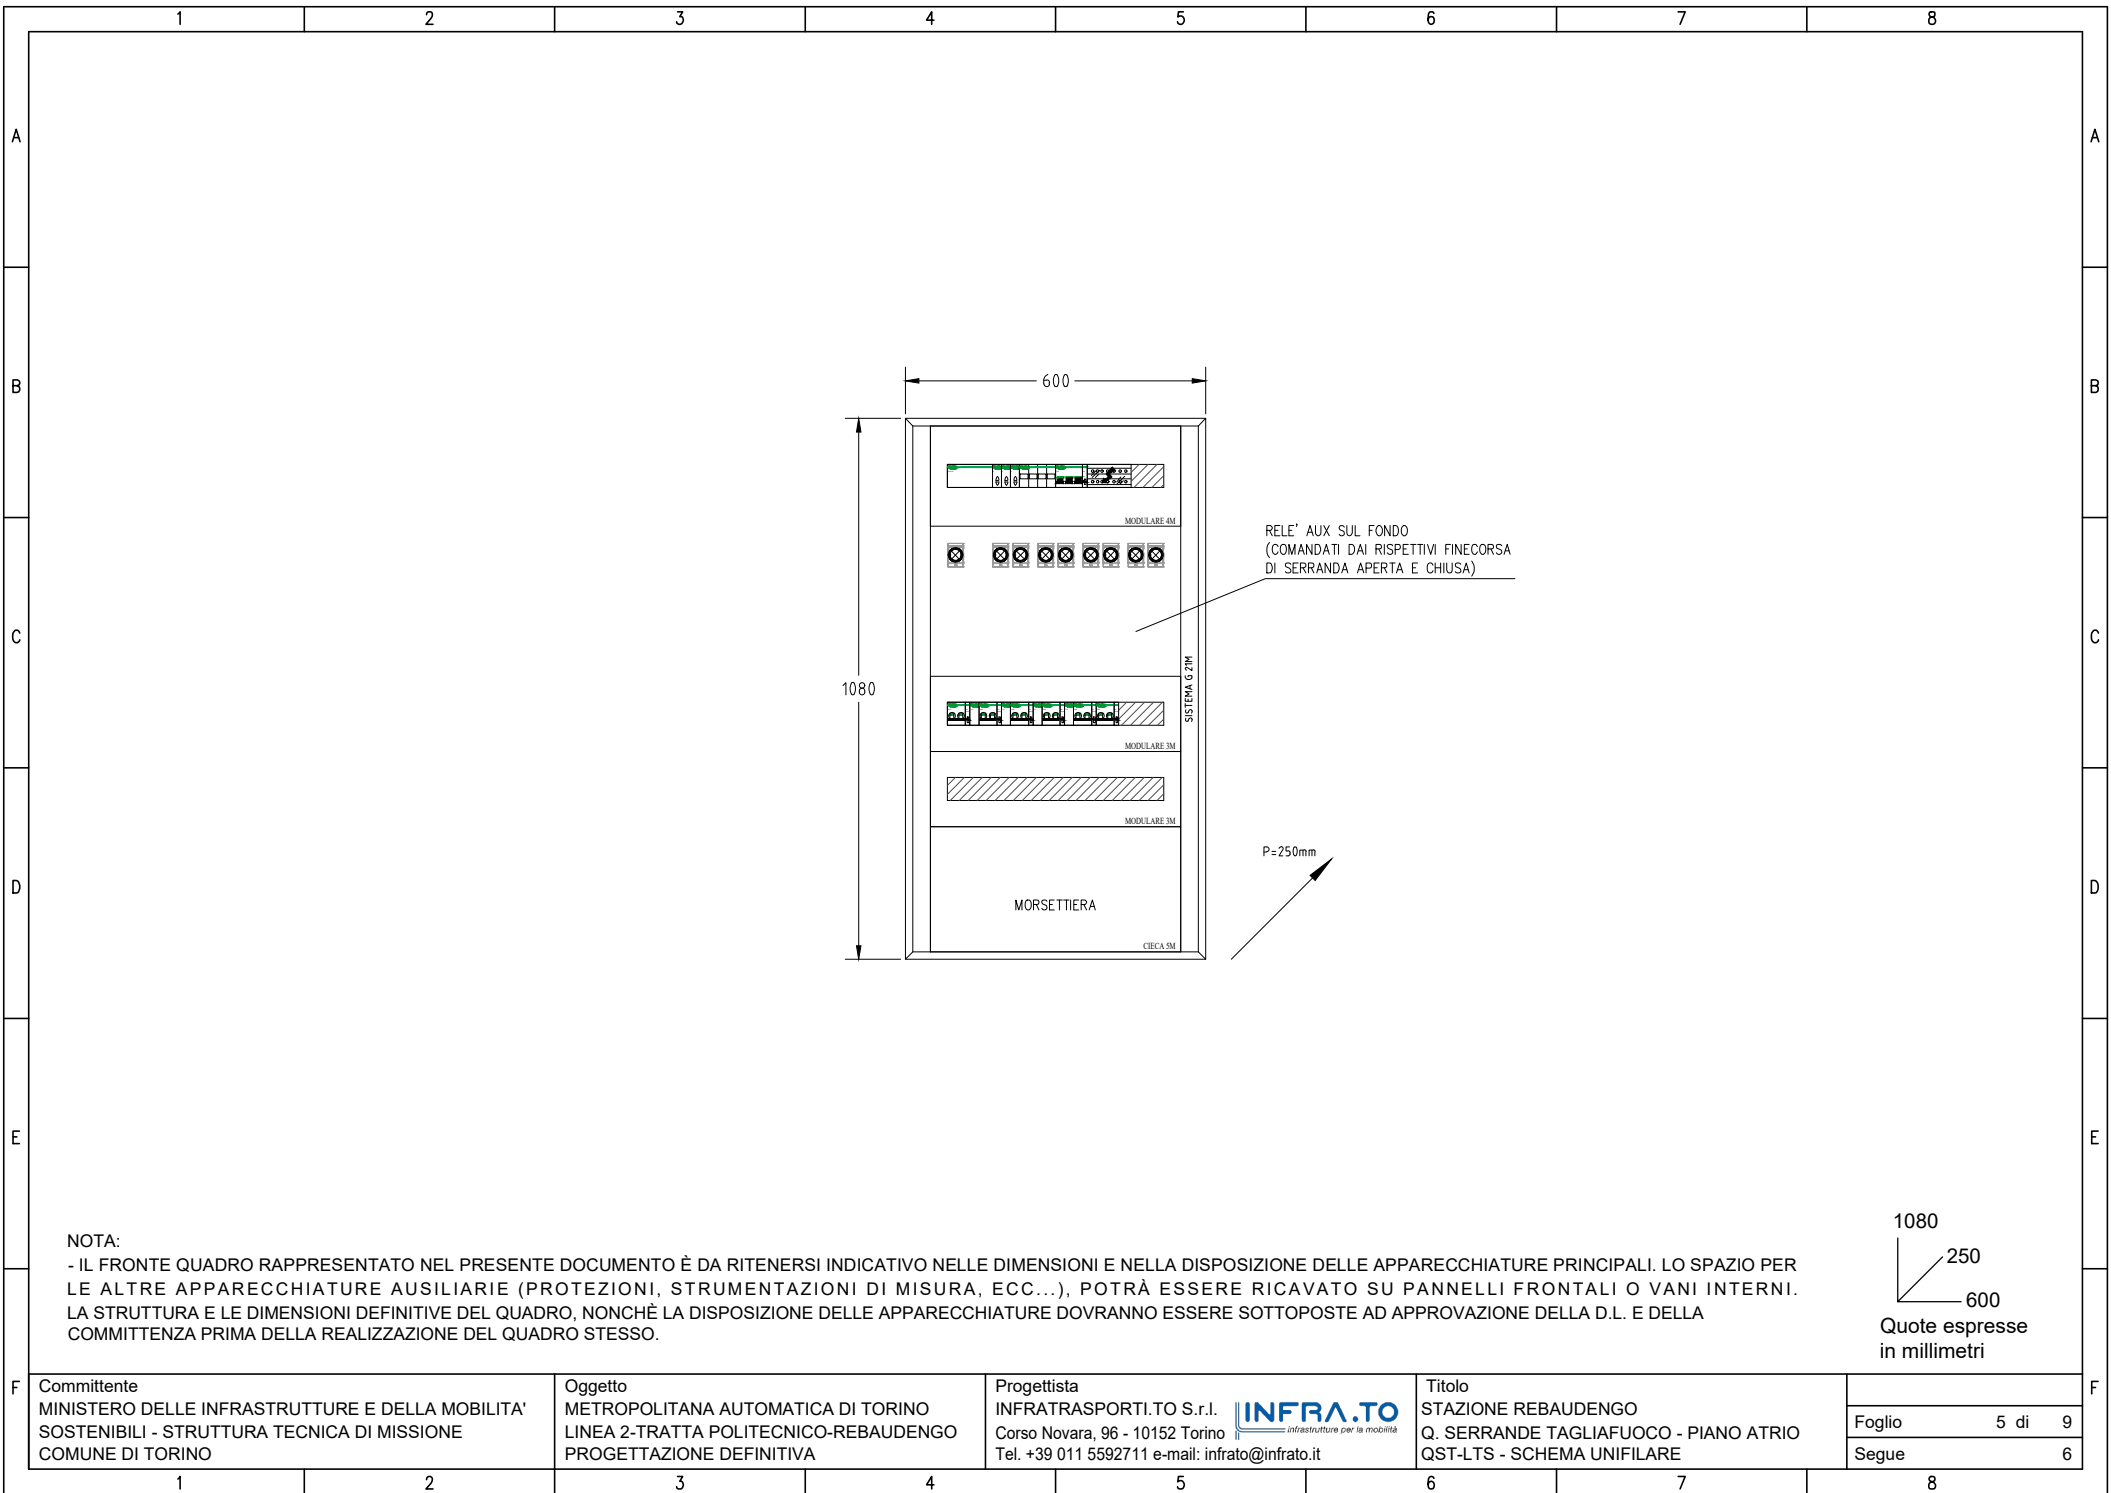 1 2 3 4 5 6 7 8
A A
B B
C C
D D
E E
F F
600
1080
MODULARE 4M
RELE' AUX SUL FONDO
(COMANDATI DAI RISPETTIVI FINECORSA
DI SERRANDA APERTA E CHIUSA)
SISTEMA G 21M
MODULARE 3M
MODULARE 3M
P=250mm
MORSETTIERA
CIECA 5M
NOTA:
- IL FRONTE QUADRO RAPPRESENTATO NEL PRESENTE DOCUMENTO È DA RITENERSI INDICATIVO NELLE DIMENSIONI E NELLA DISPOSIZIONE DELLE APPARECCHIATURE PRINCIPALI. LO SPAZIO PER
LE ALTRE APPARECCHIATURE AUSILIARIE (PROTEZIONI, STRUMENTAZIONI DI MISURA, ECC...), POTRÀ ESSERE RICAVATO SU PANNELLI FRONTALI O VANI INTERNI.
LA STRUTTURA E LE DIMENSIONI DEFINITIVE DEL QUADRO, NONCHÈ LA DISPOSIZIONE DELLE APPARECCHIATURE DOVRANNO ESSERE SOTTOPOSTE AD APPROVAZIONE DELLA D.L. E DELLA
COMMITTENZA PRIMA DELLA REALIZZAZIONE DEL QUADRO STESSO.
1080
250
600
Quote espresse
in millimetri
Committente
MINISTERO DELLE INFRASTRUTTURE E DELLA MOBILITA'
SOSTENIBILI - STRUTTURA TECNICA DI MISSIONE
COMUNE DI TORINO
Oggetto
METROPOLITANA AUTOMATICA DI TORINO
LINEA 2-TRATTA POLITECNICO-REBAUDENGO
PROGETTAZIONE DEFINITIVA
Progettista
INFRATRASPORTI.TO S.r.l.
Corso Novara, 96 - 10152 Torino
Tel. +39 011 5592711 e-mail: infrato@infrato.it
INFRA.TO
infrastrutture per la mobilità
Titolo
STAZIONE REBAUDENGO
Q. SERRANDE TAGLIAFUOCO - PIANO ATRIO
QST-LTS - SCHEMA UNIFILARE
Foglio 5 di 9
Segue 6
1 2 3 4 5 6 7 8